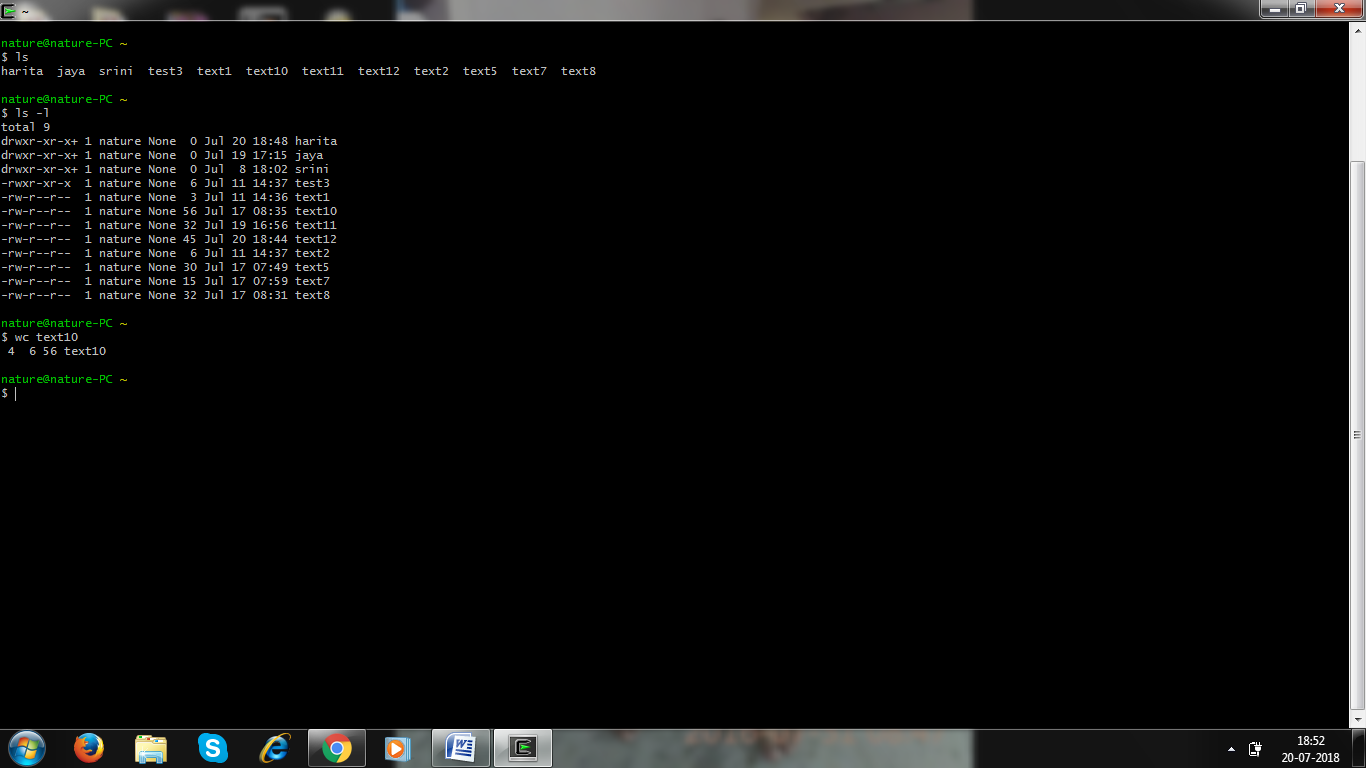 ~
nature@nature-PC ~
$ ls
harita  jaya  srini  test3  text1  text10  text11  text12  text2  text5  text7  text8
nature@nature-PC ~
$ ls -l
total 9
drwxr-xr-x+ 1 nature None  0 Jul 20 18:48 harita
drwxr-xr-x+ 1 nature None  0 Jul 19 17:15 jaya
drwxr-xr-x+ 1 nature None  0 Jul  8 18:02 srini
-rwxr-xr-x  1 nature None  6 Jul 11 14:37 test3
-rw-r--r--  1 nature None  3 Jul 11 14:36 text1
-rw-r--r--  1 nature None 56 Jul 17 08:35 text10
-rw-r--r--  1 nature None 32 Jul 19 16:56 text11
-rw-r--r--  1 nature None 45 Jul 20 18:44 text12
-rw-r--r--  1 nature None  6 Jul 11 14:37 text2
-rw-r--r--  1 nature None 30 Jul 17 07:49 text5
-rw-r--r--  1 nature None 15 Jul 17 07:59 text7
-rw-r--r--  1 nature None 32 Jul 17 08:31 text8
nature@nature-PC ~
$ wc text10
 4  6 56 text10
nature@nature-PC ~
$
18:52
20-07-2018